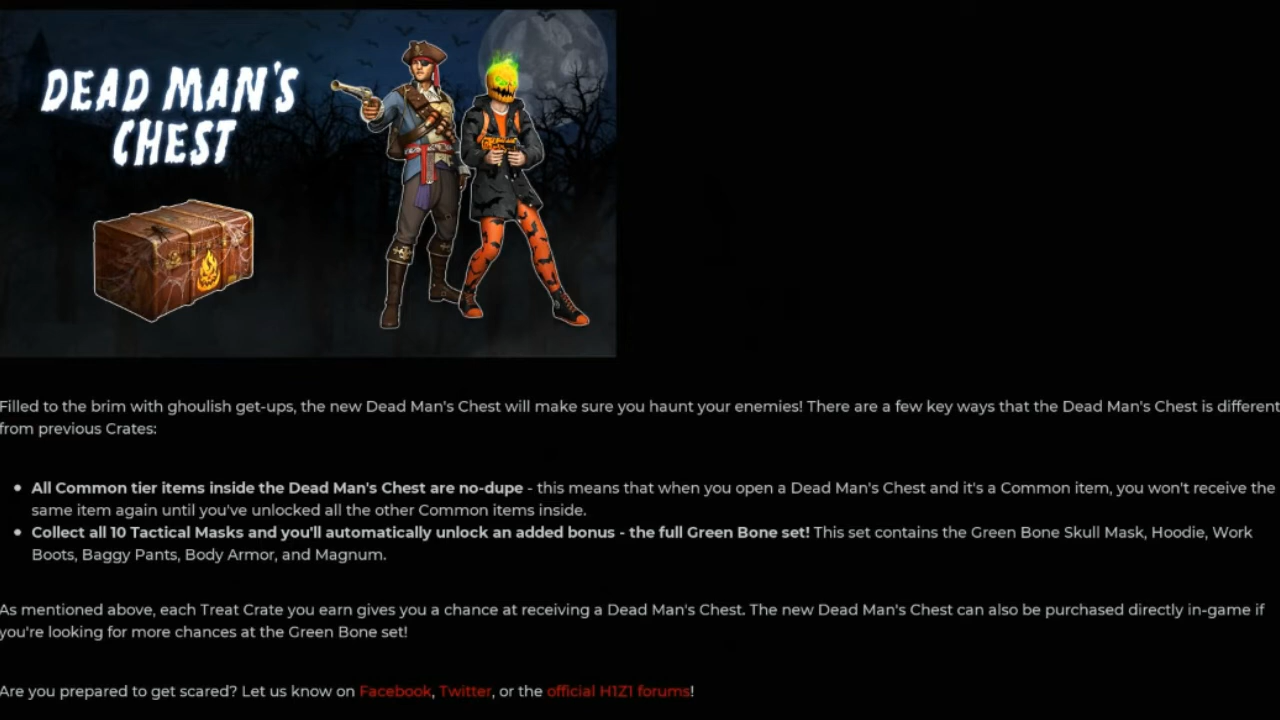 DEAD MAN'S
CHEST
Filled to the brim with ghoulish get-ups, the new Dead Man's Chest will make sure you haunt your enemies! There are a few key ways that the Dead Man's Chest is different
from previous Crates:
• All Common tier items inside the Dead Man's Chest are no-dupe - this means that when you open a Dead Man's Chest and it's a Common item, you won't receive the
same item again until you've unlocked all the other Common items inside.
• Collect all 10 Tactical Masks and you'll automatically unlock an added bonus - the full Green Bone set! This set contains the Green Bone Skull Mask, Hoodie, Work
Boots, Baggy Pants, Body Armor, and Magnum.
As mentioned above, each Treat Crate you earn gives you a chance at receiving a Dead Man's Chest. The new Dead Man's Chest can also be purchased directly in-game if
you're looking for more chances at the Green Bone set!
Are you prepared to get scared? Let us know on Facebook, Twitter, or the official H1Z1 forums!